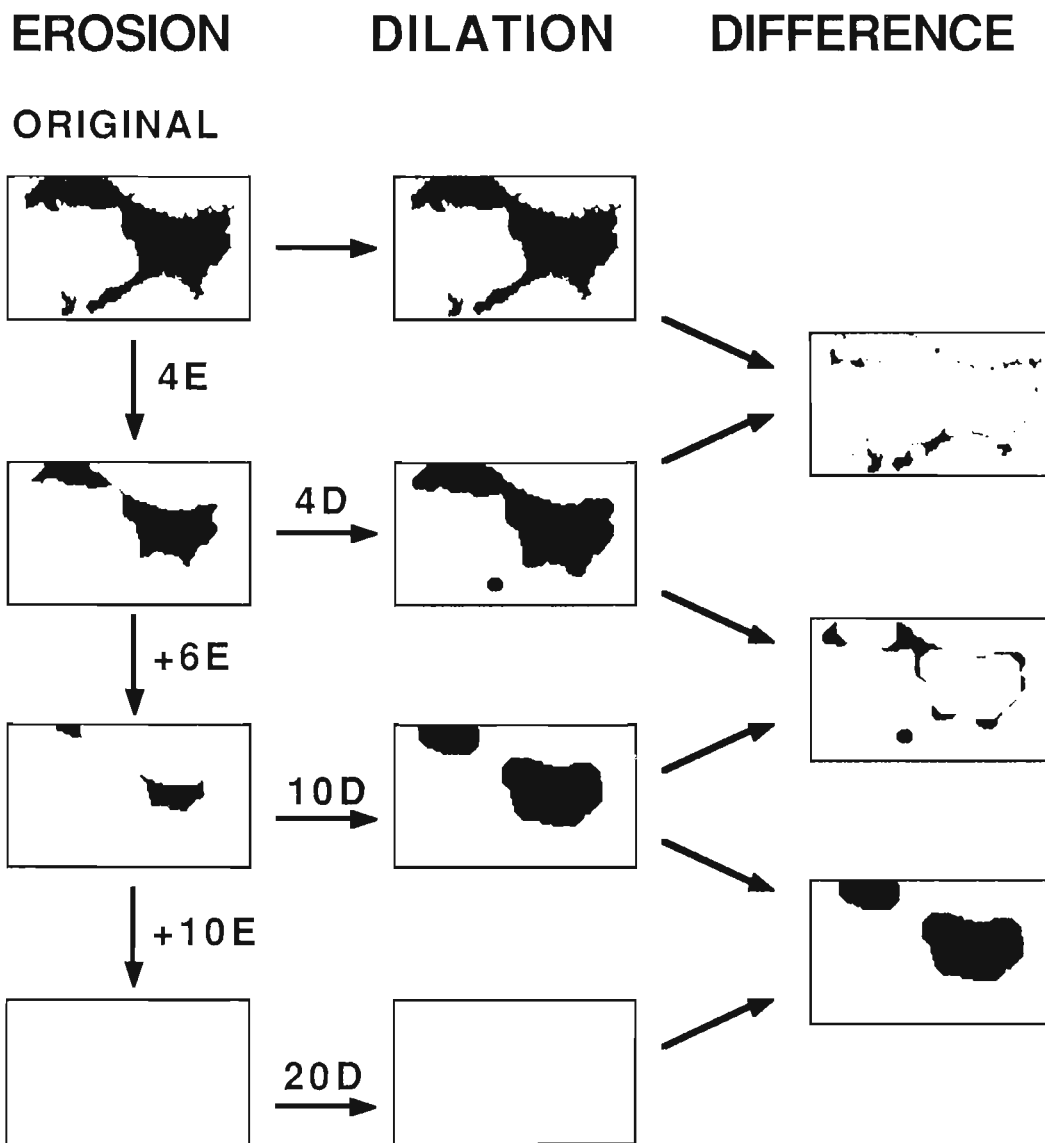 EROSION DILATION DIFFERENCE
ORIGINAL
4E
4D
+6E
10D
+10E
20D